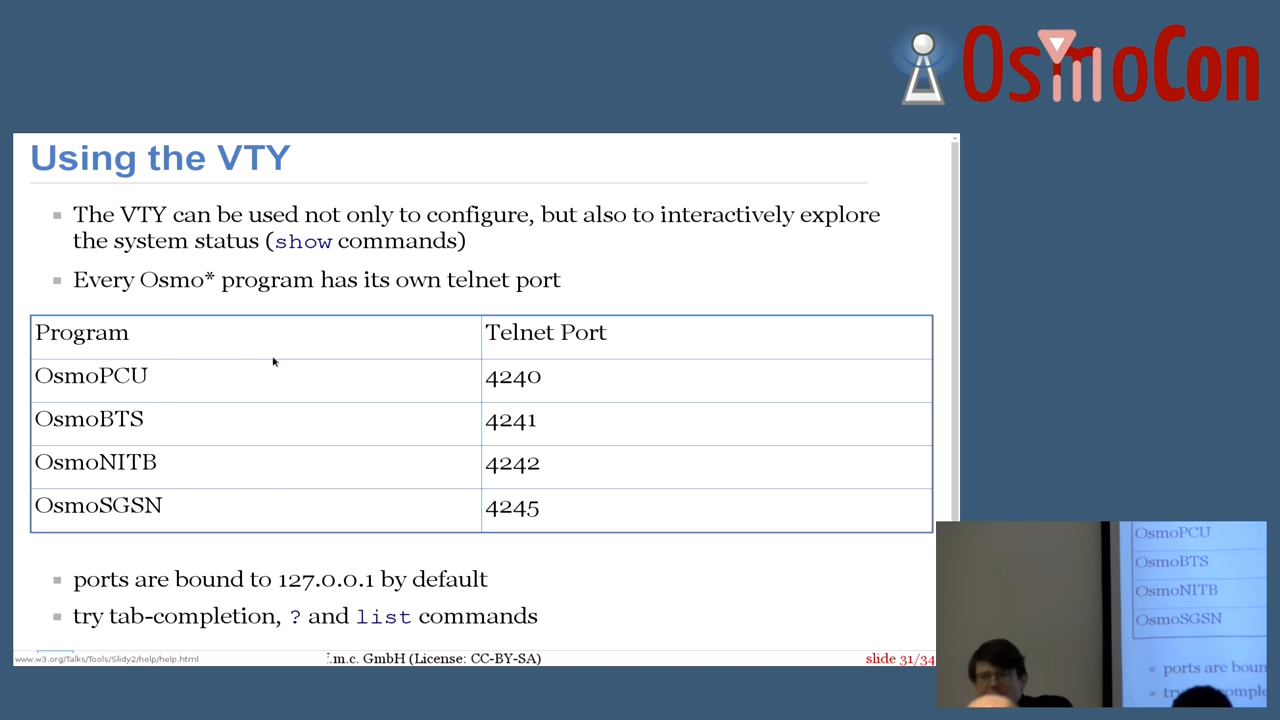 OsmoCon
Using the VTY
The VTY can be used not only to configure, but also to interactively explore
the system status (show commands)
Every Osmo* program has its own telnet port
Program Telnet Port
OsmoPCU 4240
OsmoBTS 4241
OsmoNITB 4242
OsmoSGSN 4245
ports are bound to 127.0.0.1 by default
try tab-completion, ? and list commands
www.w3.org/Talks/Tools/Slidy2/help/help.html
.m.c. GmbH (License: CC-BY-SA)
slide 31/34
OsmoPCU
OsmoBTS
OsmoNITB
OsmoSGSN
ports are boun